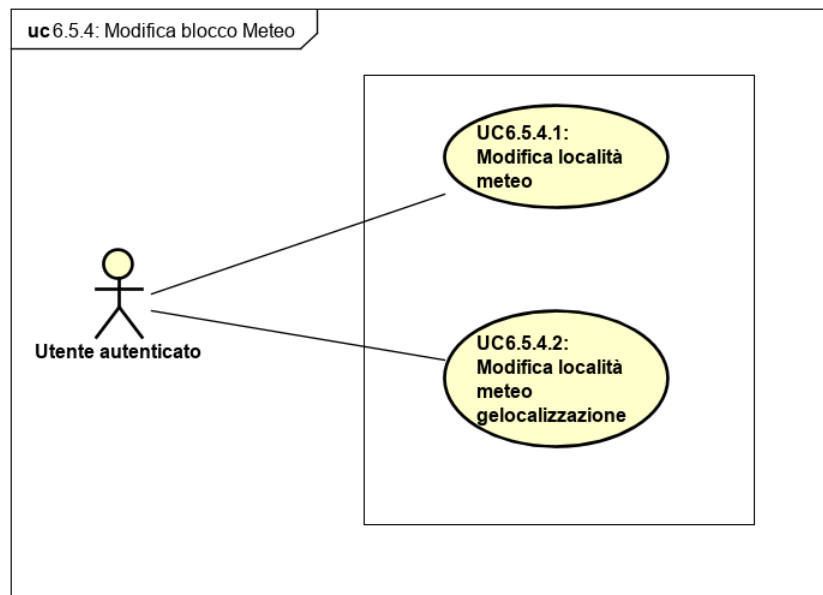 uc 6.5.4: Modifica blocco Meteo
UC6.5.4.1:
Modifica località
meteo
Utente autenticato
UC6.5.4.2:
Modifica località
meteo
gelocalizzazione